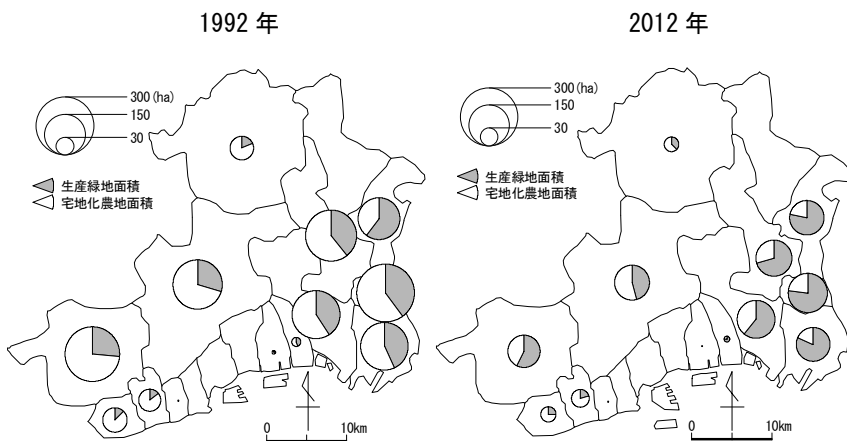 1992 年
300 (ha)
150
30
生産緑地面積
宅地化農地面積
0 10km
2012 年
300 (ha)
150
30
生産緑地面積
宅地化農地面積
0 10km